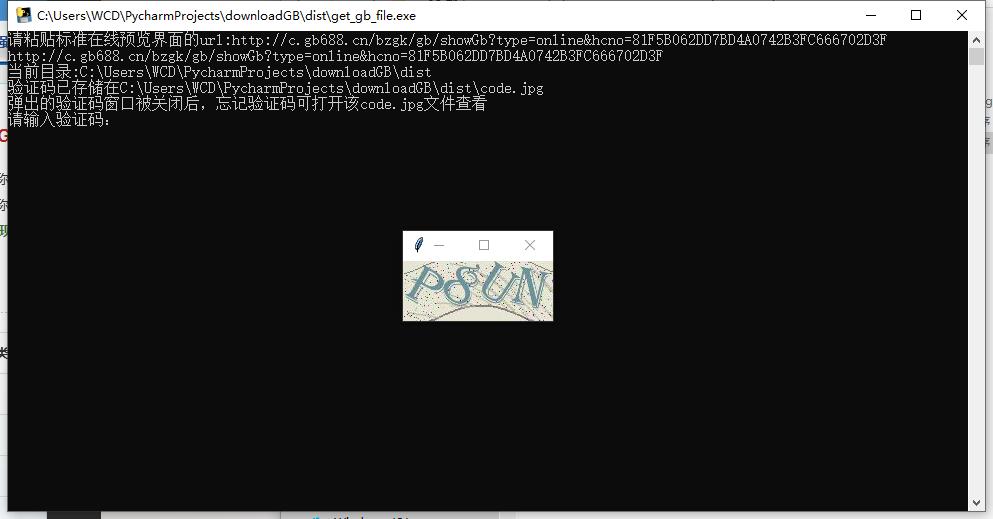 C:\Users\WCD\PycharmProjects\downloadGB\dist\get_gb_file.exe
请粘贴标准在线预览界面的url:http://c.gb688.cn/bzgk/gb/showGb?type=online&hcno=81F5B062DD7BD4A0742B3FC666702D3F
http://c.gb688.cn/bzgk/gb/showGb?type=online&hcno=81F5B062DD7BD4A0742B3FC666702D3F
当前目录:C:\Users\WCD\PycharmProjects\downloadGB\dist
验证码已存储在C:\Users\WCD\PycharmProjects\downloadGB\dist\code.jpg
弹出的验证码窗口被关闭后，忘记验证码可打开该code.jpg文件查看
请输入验证码：
P8UN